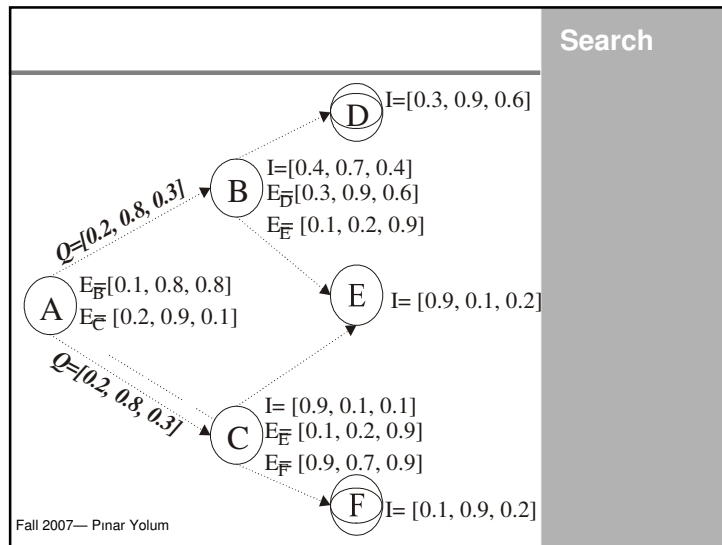 Search
D
I=[0.3, 0.9, 0.6]
B
I=[0.4, 0.7, 0.4]
E_D=[0.3, 0.9, 0.6]
E_E= [0.1, 0.2, 0.9]
Q=[0.2, 0.8, 0.3]
A
E_B=[0.1, 0.8, 0.8]
E_C= [0.2, 0.9, 0.1]
E
I= [0.9, 0.1, 0.2]
Q=[0.2, 0.8, 0.3]
C
I= [0.9, 0.1, 0.1]
E_E= [0.1, 0.2, 0.9]
E_F= [0.9, 0.7, 0.9]
F
I= [0.1, 0.9, 0.2]
Fall 2007— Pınar Yolum